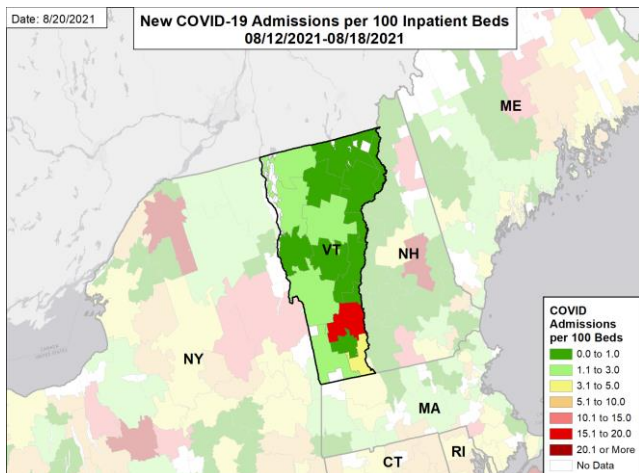 Date: 8/20/2021
New COVID-19 Admissions per 100 Inpatient Beds
08/12/2021-08/18/2021
ME
VT
NH
NY
MA
CT
RI
COVID
Admissions
per 100 Beds
0.0 to 1.0
1.1 to 3.0
3.1 to 5.0
5.1 to 10.0
10.1 to 15.0
15.1 to 20.0
20.1 or More
No Data